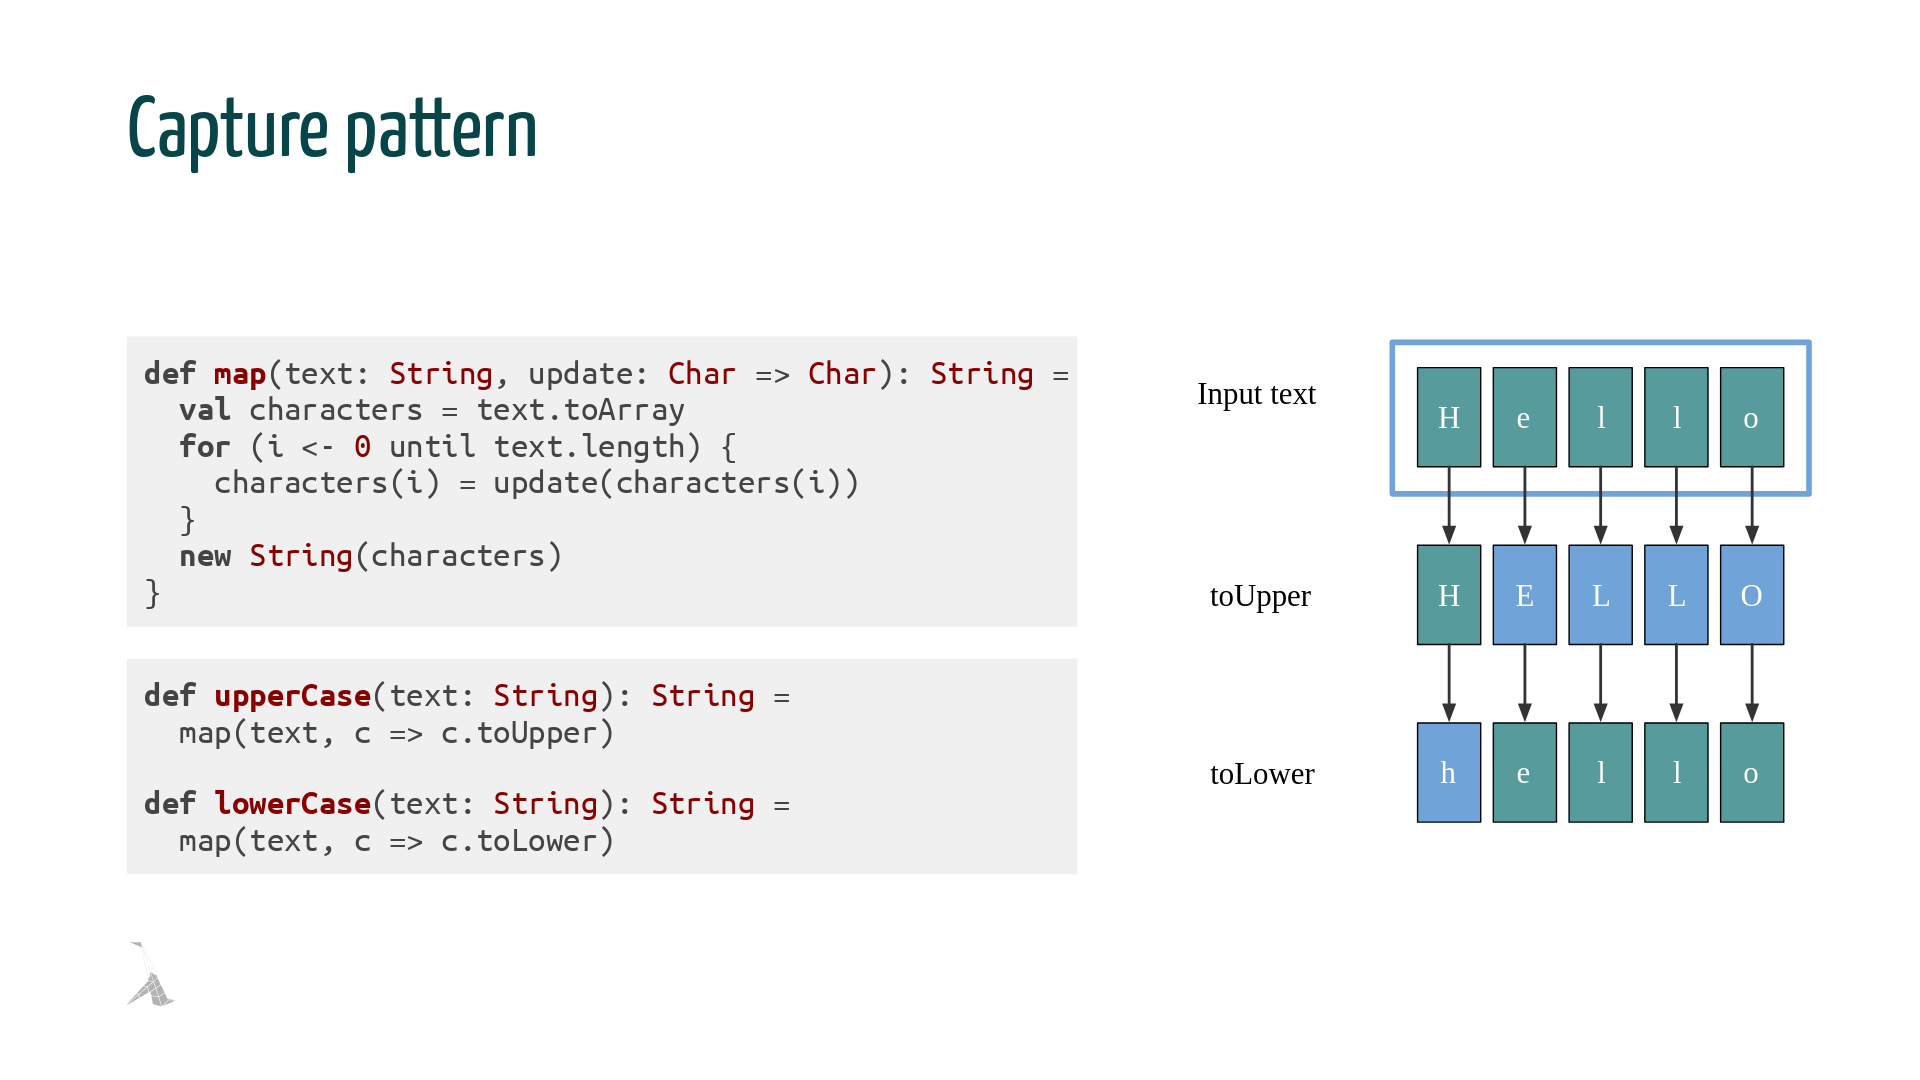 Capture pattern
def map(text: String, update: Char => Char): String =
  val characters = text.toArray
  for (i <- 0 until text.length) {
    characters(i) = update(characters(i))
  }
  new String(characters)
}
def upperCase(text: String): String =
  map(text, c => c.toUpper)
def lowerCase(text: String): String =
  map(text, c => c.toLower)
Input text
H e l l o
toUpper
H E L L O
toLower
h e l l o